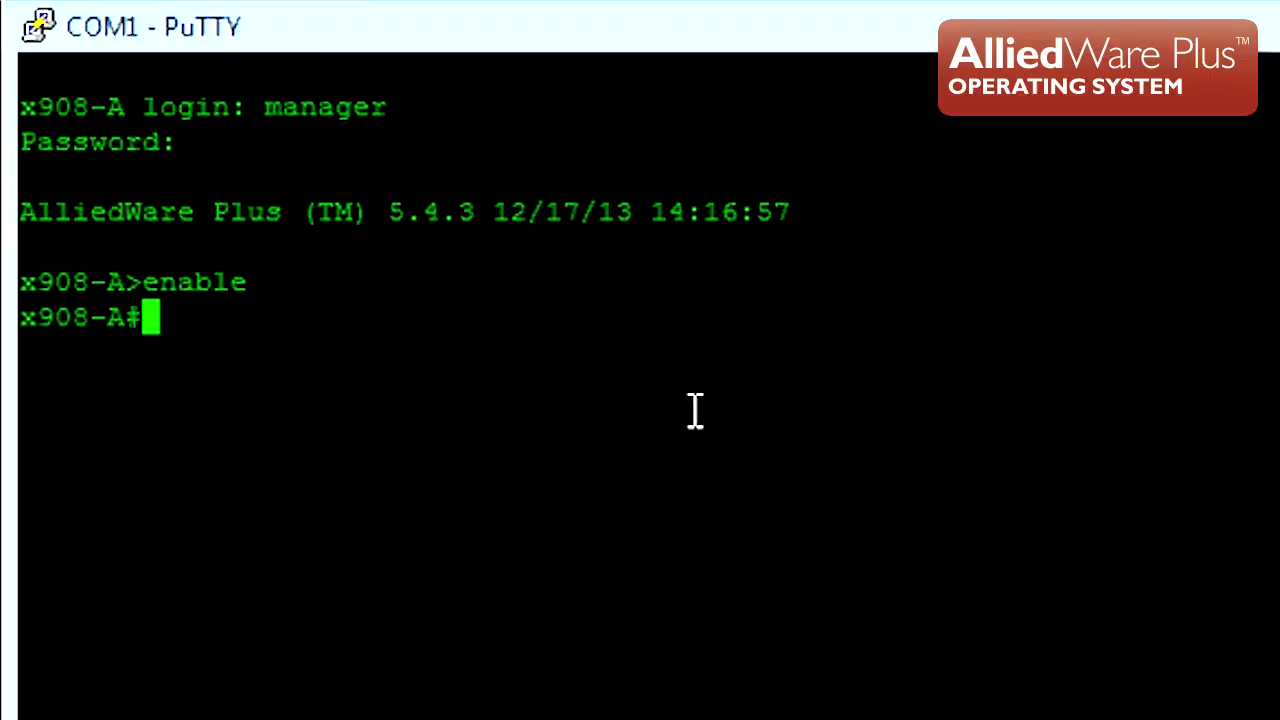 COM1 - PuTTY
AlliedWare Plus™
OPERATING SYSTEM
x908-A login: manager
Password:
AlliedWare Plus (TM) 5.4.3 12/17/13 14:16:57
x908-A>enable
x908-A#